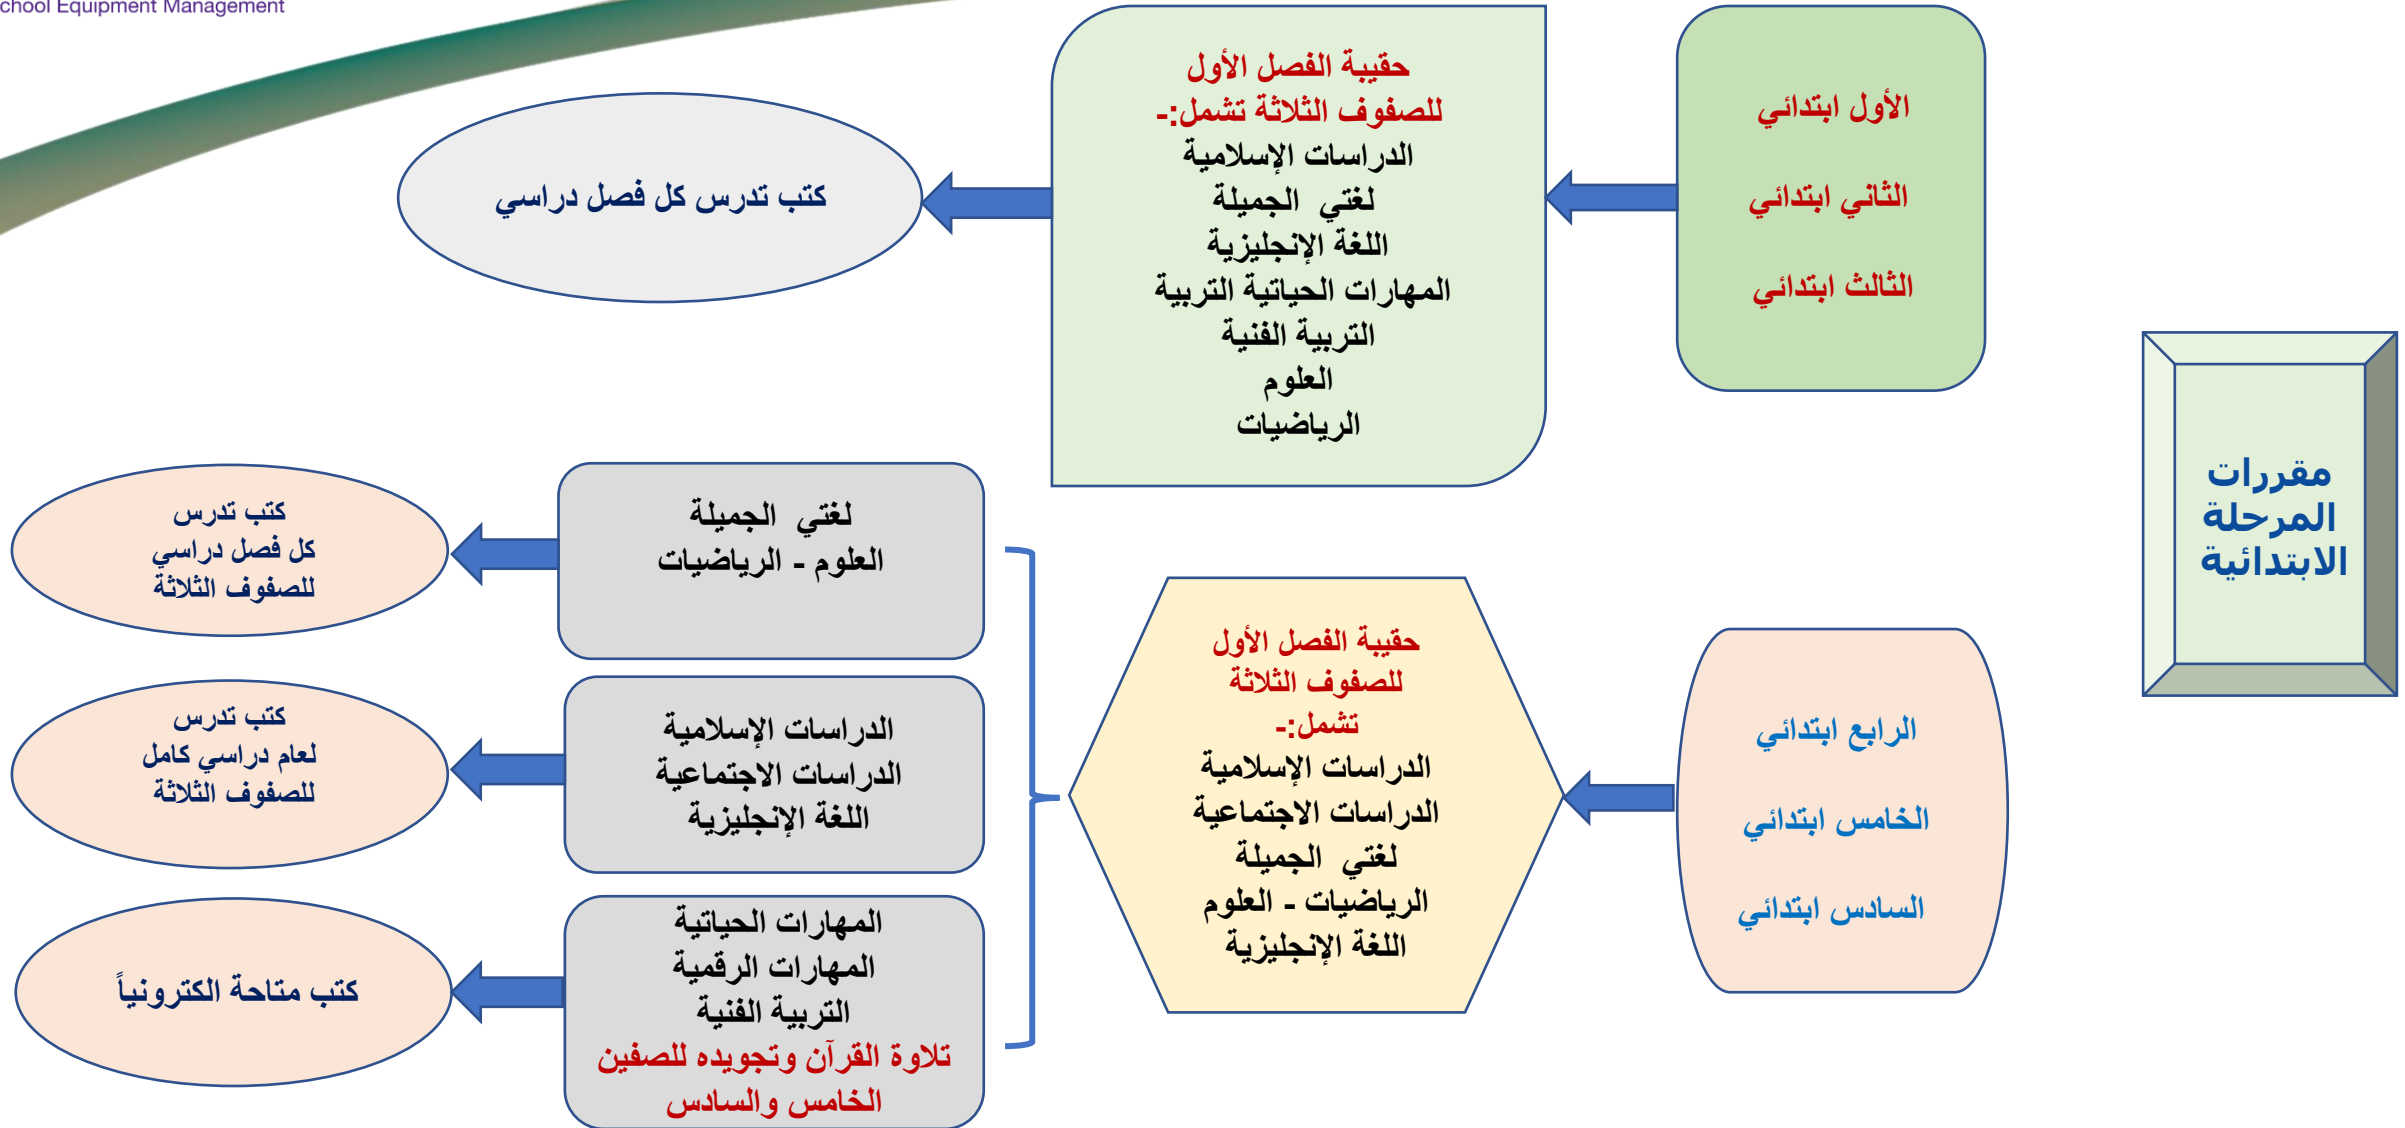 chool Equipment Management
مقررات
المرحلة
الابتدائية
الأول ابتدائي
الثاني ابتدائي
الثالث ابتدائي
حقيبة الفصل الأول
للصفوف الثلاثة تشمل:-
الدراسات الإسلامية
لغتي الجميلة
اللغة الإنجليزية
المهارات الحياتية التربية
التربية الفنية
العلوم
الرياضيات
كتب تدرس كل فصل دراسي
الرابع ابتدائي
الخامس ابتدائي
السادس ابتدائي
حقيبة الفصل الأول
للصفوف الثلاثة
تشمل:-
الدراسات الإسلامية
الدراسات الاجتماعية
لغتي الجميلة
الرياضيات - العلوم
اللغة الإنجليزية
لغتي الجميلة
العلوم - الرياضيات
كتب تدرس
كل فصل دراسي
للصفوف الثلاثة
الدراسات الإسلامية
الدراسات الاجتماعية
اللغة الإنجليزية
كتب تدرس
لعام دراسي كامل
للصفوف الثلاثة
المهارات الحياتية
المهارات الرقمية
التربية الفنية
تلاوة القرآن وتجويده للصفين
الخامس والسادس
كتب متاحة الكترونياً